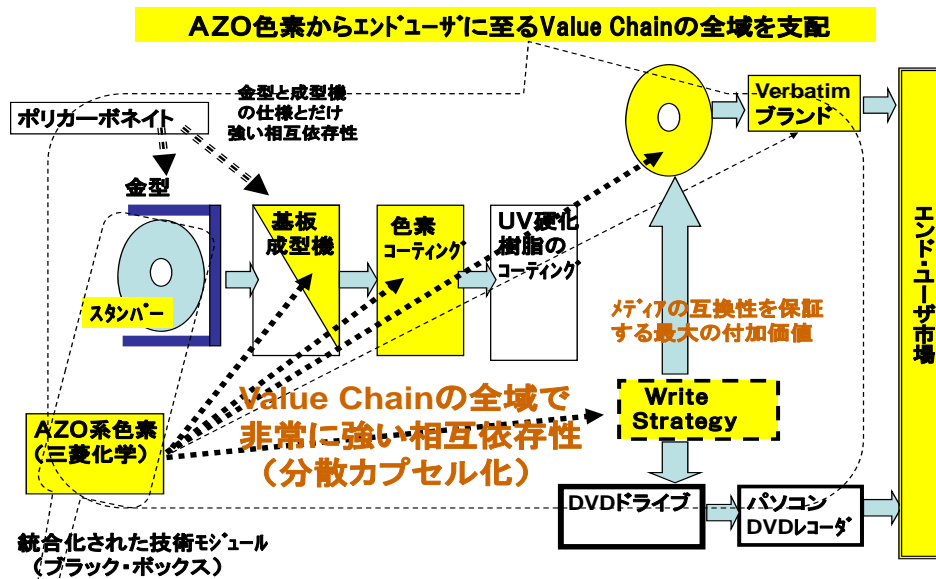 AZO色素からエンドユーザに至るValue Chainの全域を支配
金型と成型機
の仕様とだけ
強い相互依存性
ポリカーボネイト
金型
スタンパー
基板
成型機
色素
コーティング
UV硬化
樹脂の
コーティング
Verbatim
ブランド
エンド・ユーザ市場
メディアの互換性を保証
する最大の付加価値
Value Chainの全域で
非常に強い相互依存性
(分散カプセル化)
Write
Strategy
AZO系色素
(三菱化学)
DVDドライブ
パソコン
DVDレコーダ
統合化された技術モジュール
(ブラック・ボックス)